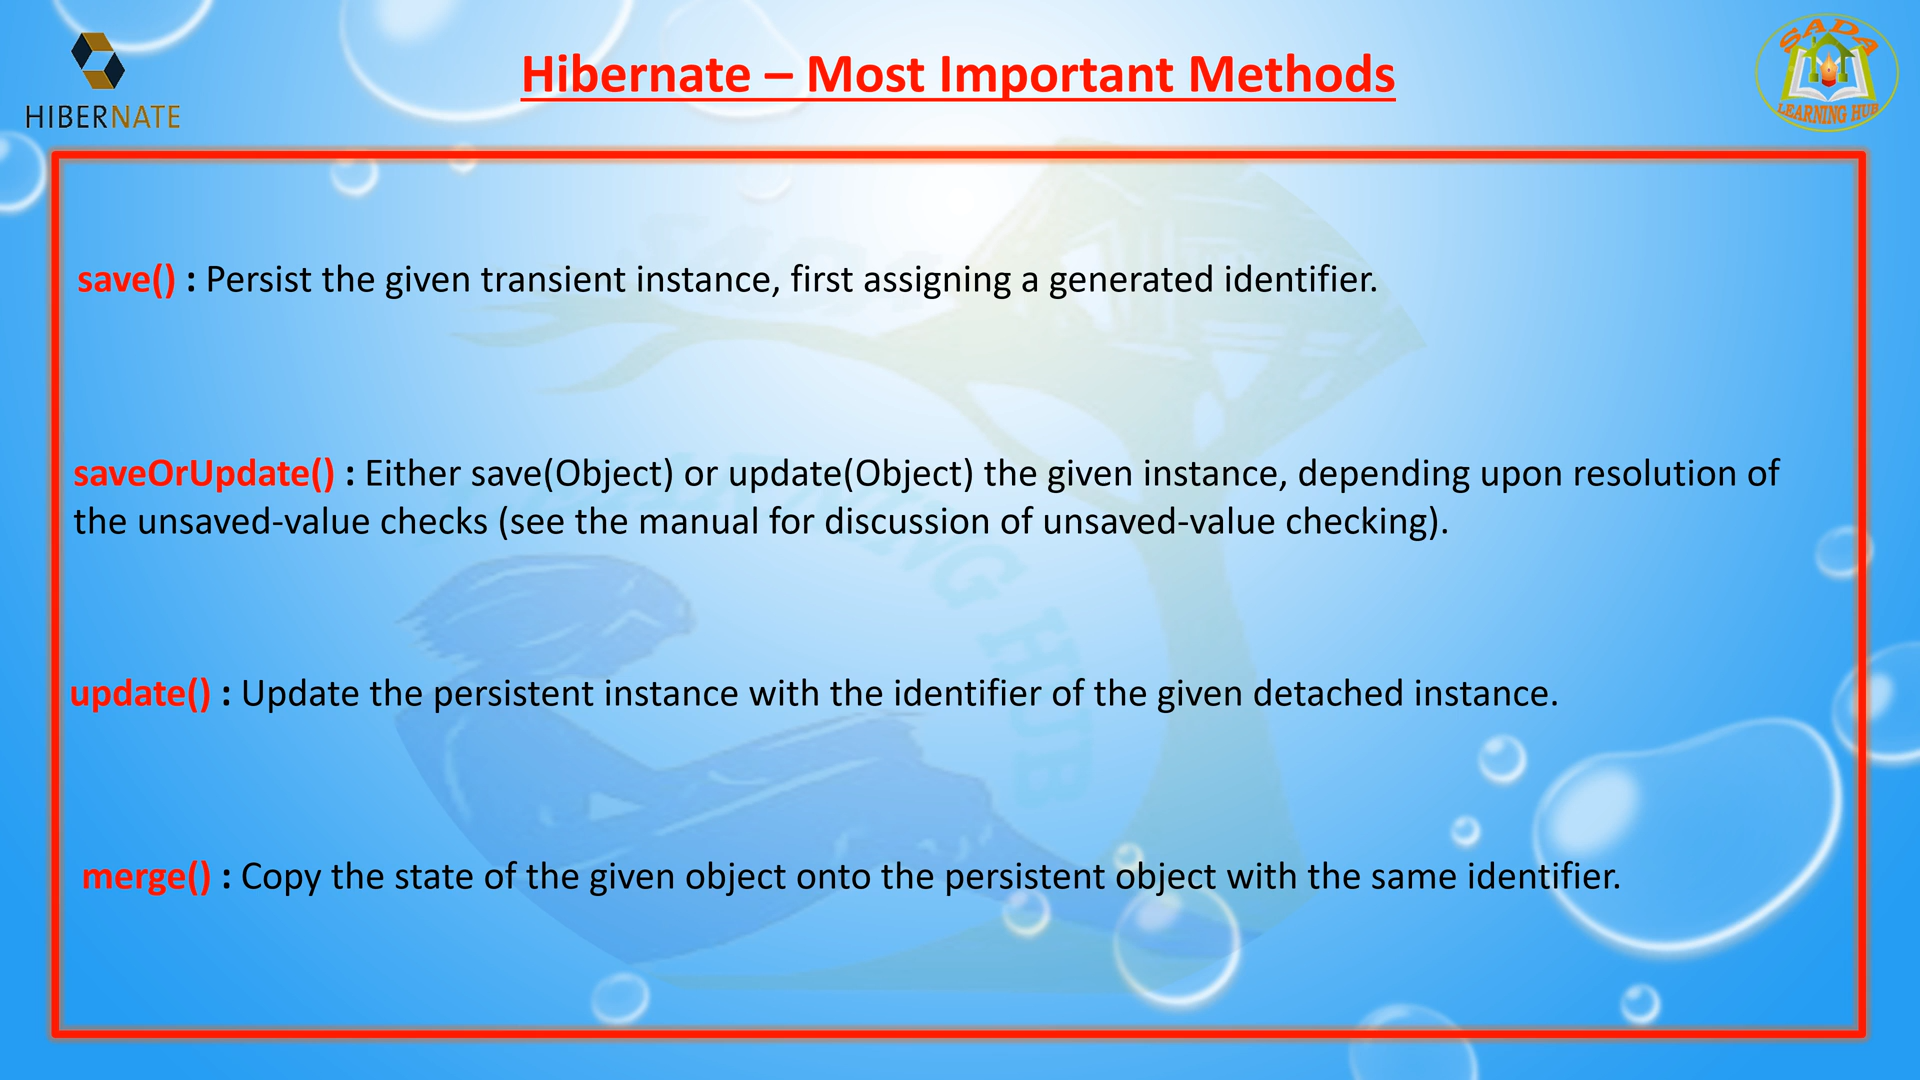 HIBERNATE
Hibernate – Most Important Methods
SADA
LEARNING HUB
save() : Persist the given transient instance, first assigning a generated identifier.
saveOrUpdate() : Either save(Object) or update(Object) the given instance, depending upon resolution of
the unsaved-value checks (see the manual for discussion of unsaved-value checking).
update() : Update the persistent instance with the identifier of the given detached instance.
merge() : Copy the state of the given object onto the persistent object with the same identifier.